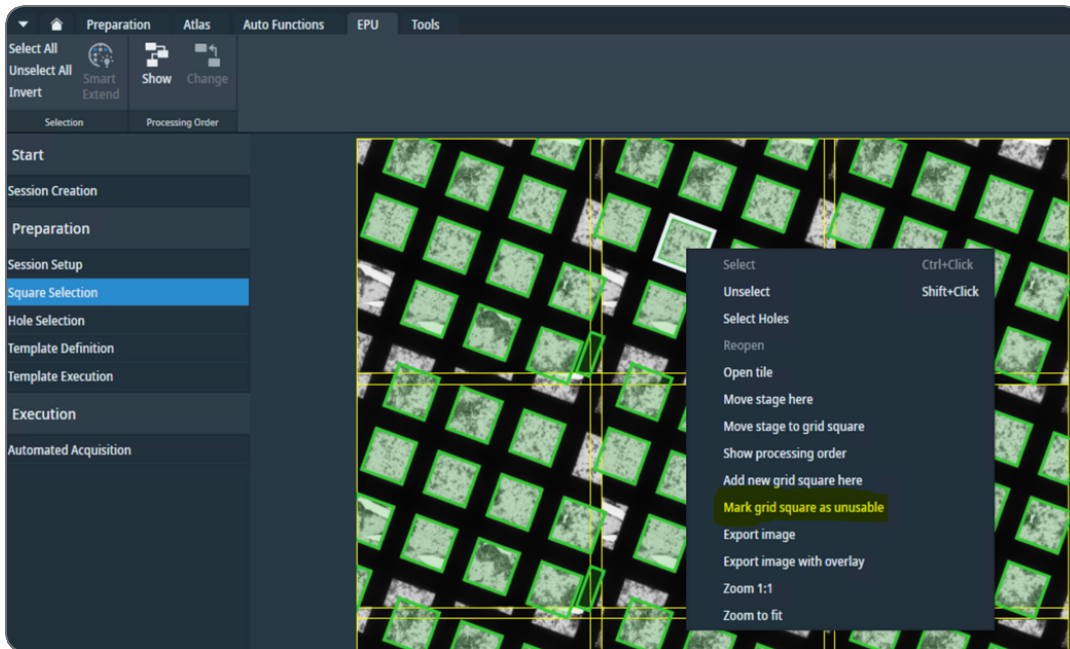 Preparation
Atlas
Auto Functions
EPU
Tools
Select All
Unselect All
Invert
Smart
Extend
Show
Change
Selection
Processing Order
Start
Session Creation
Preparation
Session Setup
Square Selection
Hole Selection
Template Definition
Template Execution
Execution
Automated Acquisition
Select Ctrl+Click
Unselect Shift+Click
Select Holes
Reopen
Open tile
Move stage here
Move stage to grid square
Show processing order
Add new grid square here
Mark grid square as unusable
Export image
Export image with overlay
Zoom 1:1
Zoom to fit